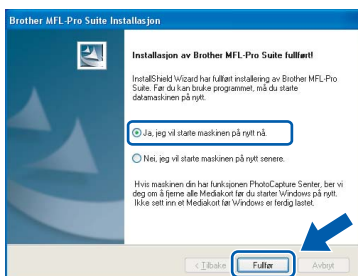 Brother MFL-Pro Suite Installasjon
Installasjon av Brother MFL-Pro Suite fullført!
InstallShield Wizard har fullført installering av Brother MFL-Pro
Suite. Før du kan bruke programmet, må du starte
datamaskinen på nytt.
Ja, jeg vil starte maskinen på nytt nå.
Nei, jeg vil starte maskinen på nytt senere.
Hvis maskinen din har funksjonen PhotoCapture Senter, ber vi
deg om å fjerne alle Mediakort før du starter Windows på nytt.
Ikke sett inn et Mediakort før Windows er ferdig lastet.
< Tilbake Fullfør Avbryt